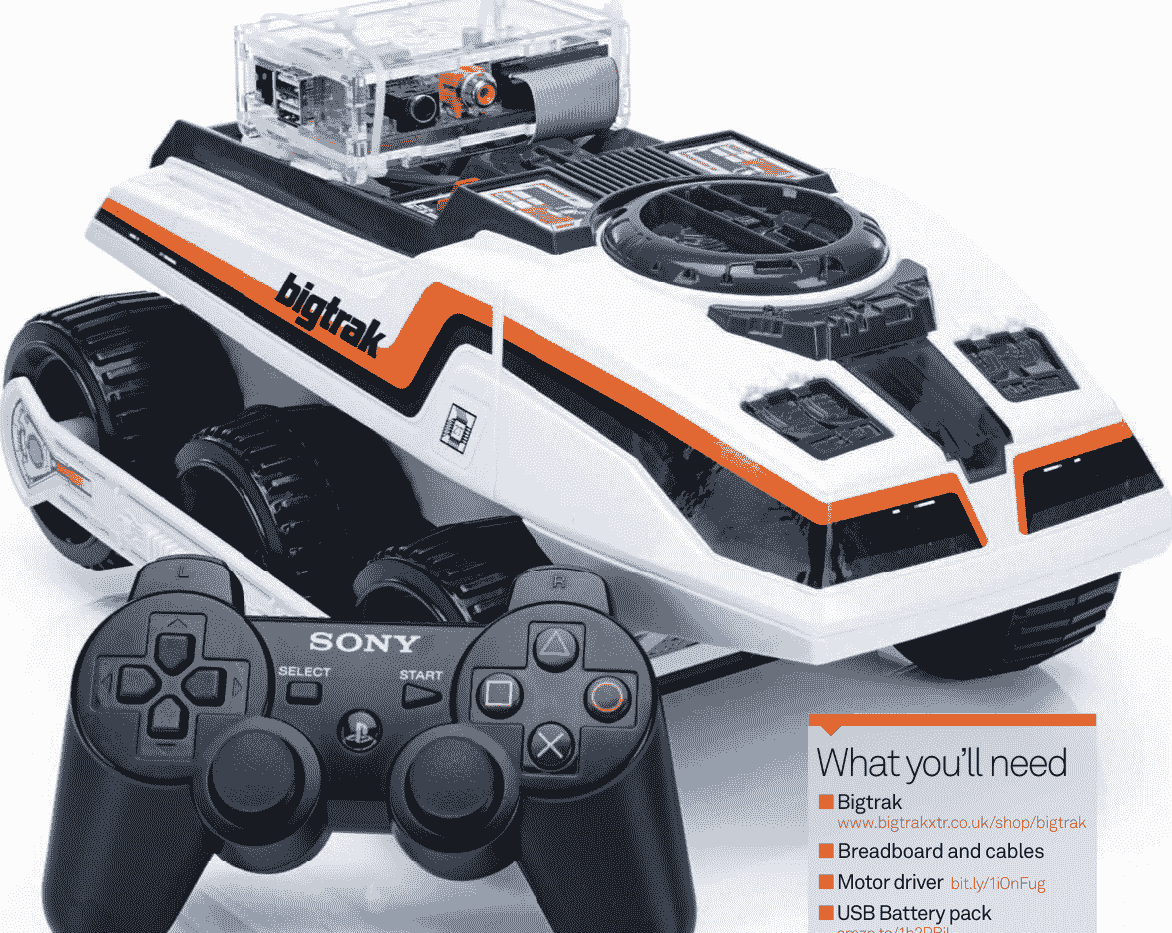 bigtrak
L
R
SONY
SELECT
START
What you'll need
Bigtrak
www.bigtrakxtr.co.uk/shop/bigtrak
Breadboard and cables
Motor driver bit.ly/1iOnFug
USB Battery pack